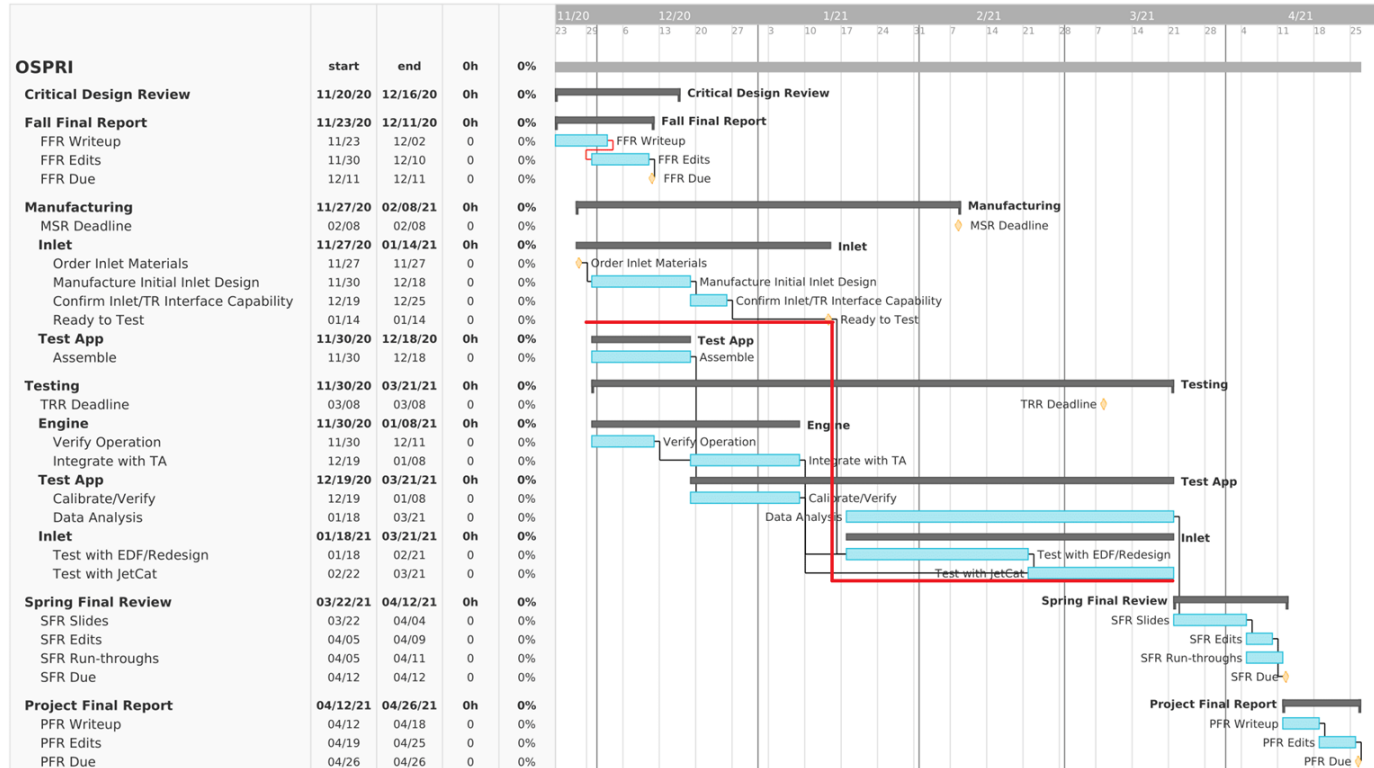 11/20 12/20 1/21 2/21 3/21 4/21
23 29 6 13 20 27 3 10 17 24 31 7 14 21 28 7 14 21 28 4 11 18 25
OSPRI start end 0h 0%
Critical Design Review 11/20/20 12/16/20 0h 0% Critical Design Review
Fall Final Report 11/23/20 12/11/20 0h 0% Fall Final Report
FFR Writeup 11/23 12/02 0 0% FFR Writeup
FFR Edits 11/30 12/10 0 0% FFR Edits
FFR Due 12/11 12/11 0 0% FFR Due
Manufacturing 11/27/20 02/08/21 0h 0% Manufacturing
MSR Deadline 02/08 02/08 0 0% MSR Deadline
Inlet 11/27/20 01/14/21 0h 0% Inlet
Order Inlet Materials 11/27 11/27 0 0% Order Inlet Materials
Manufacture Initial Inlet Design 11/30 12/18 0 0% Manufacture Initial Inlet Design
Confirm Inlet/TR Interface Capability 12/19 12/25 0 0% Confirm Inlet/TR Interface Capability
Ready to Test 01/14 01/14 0 0% Ready to Test
Test App 11/30/20 12/18/20 0h 0% Test App
Assemble 11/30 12/18 0 0% Assemble
Testing 11/30/20 03/21/21 0h 0% Testing
TRR Deadline 03/08 03/08 0 0% TRR Deadline
Engine 11/30/20 01/08/21 0h 0% Engine
Verify Operation 11/30 12/11 0 0% Verify Operation
Integrate with TA 12/19 01/08 0 0% Integrate with TA
Test App 12/19/20 03/21/21 0h 0% Test App
Calibrate/Verify 12/19 01/08 0 0% Calibrate/Verify
Data Analysis 01/18 03/21 0 0% Data Analysis
Inlet 01/18/21 03/21/21 0h 0% Inlet
Test with EDF/Redesign 01/18 02/21 0 0% Test with EDF/Redesign
Test with JetCat 02/22 03/21 0 0% Test with JetCat
Spring Final Review 03/22/21 04/12/21 0h 0% Spring Final Review
SFR Slides 03/22 04/04 0 0% SFR Slides
SFR Edits 04/05 04/09 0 0% SFR Edits
SFR Run-throughs 04/05 04/11 0 0% SFR Run-throughs
SFR Due 04/12 04/12 0 0% SFR Due
Project Final Report 04/12/21 04/26/21 0h 0% Project Final Report
PFR Writeup 04/12 04/18 0 0% PFR Writeup
PFR Edits 04/19 04/25 0 0% PFR Edits
PFR Due 04/26 04/26 0 0% PFR Due